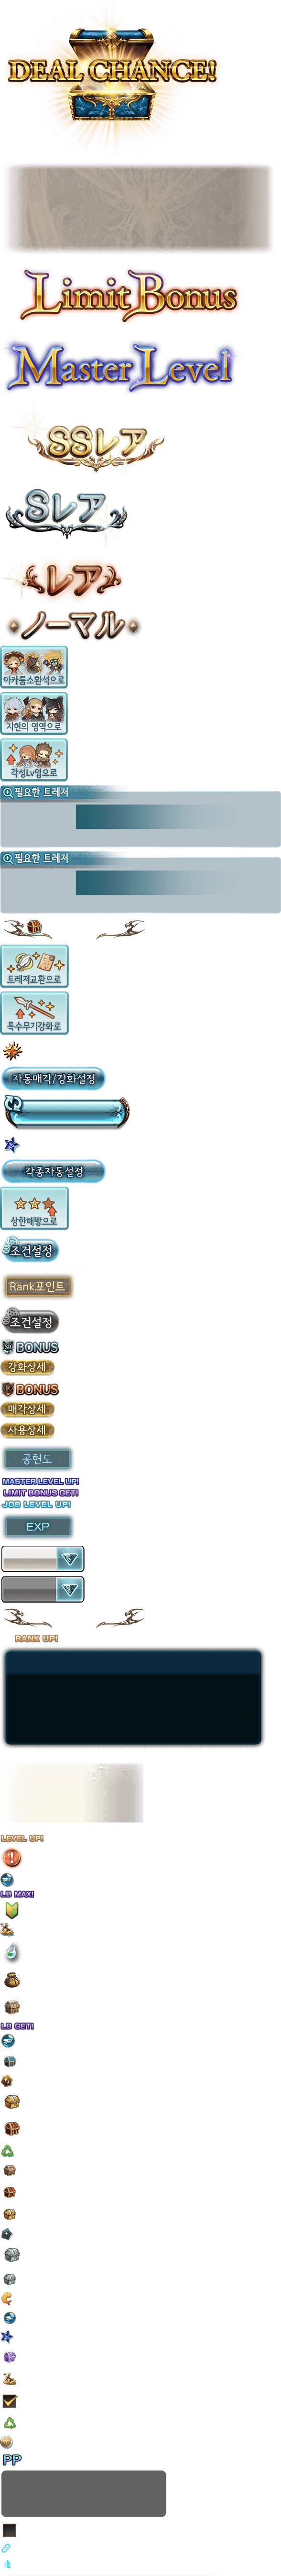 DEAL CHANCE!
Limit Bonus
Master Level
SSレア
Sレア
レア
ノーマル
아카룸소환석으로
지현의 영역으로
각성Lv업으로
필요한 트레저
필요한 트레저
트레저교환으로
특수무기강화로
자동매각/강화설정
각종자동설정
상한해방으로
조건설정
Rank포인트
조건설정
BONUS
강화상세
BONUS
매각상세
사용상세
공헌도
MASTER LEVEL UP!
LIMIT BONUS GET!
JOB LEVEL UP!
EXP
RANK UP!
LEVEL UP!
LB MAX!
LB GET!
PP